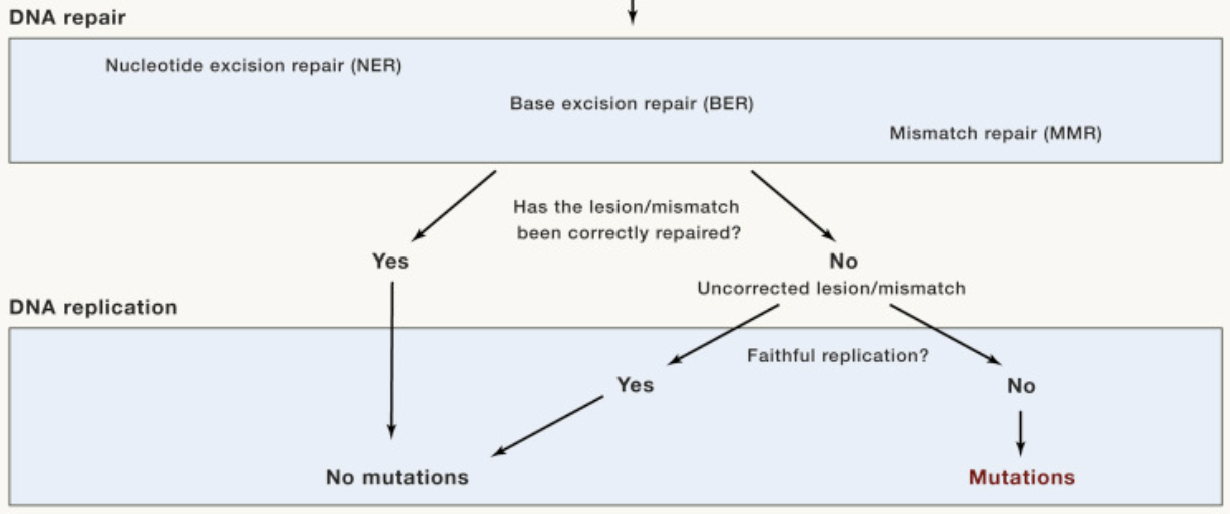 DNA repair
Nucleotide excision repair (NER)
Base excision repair (BER)
Mismatch repair (MMR)
Has the lesion/mismatch
been correctly repaired?
Yes
No
Uncorrected lesion/mismatch
DNA replication
Faithful replication?
Yes
No
No mutations
Mutations